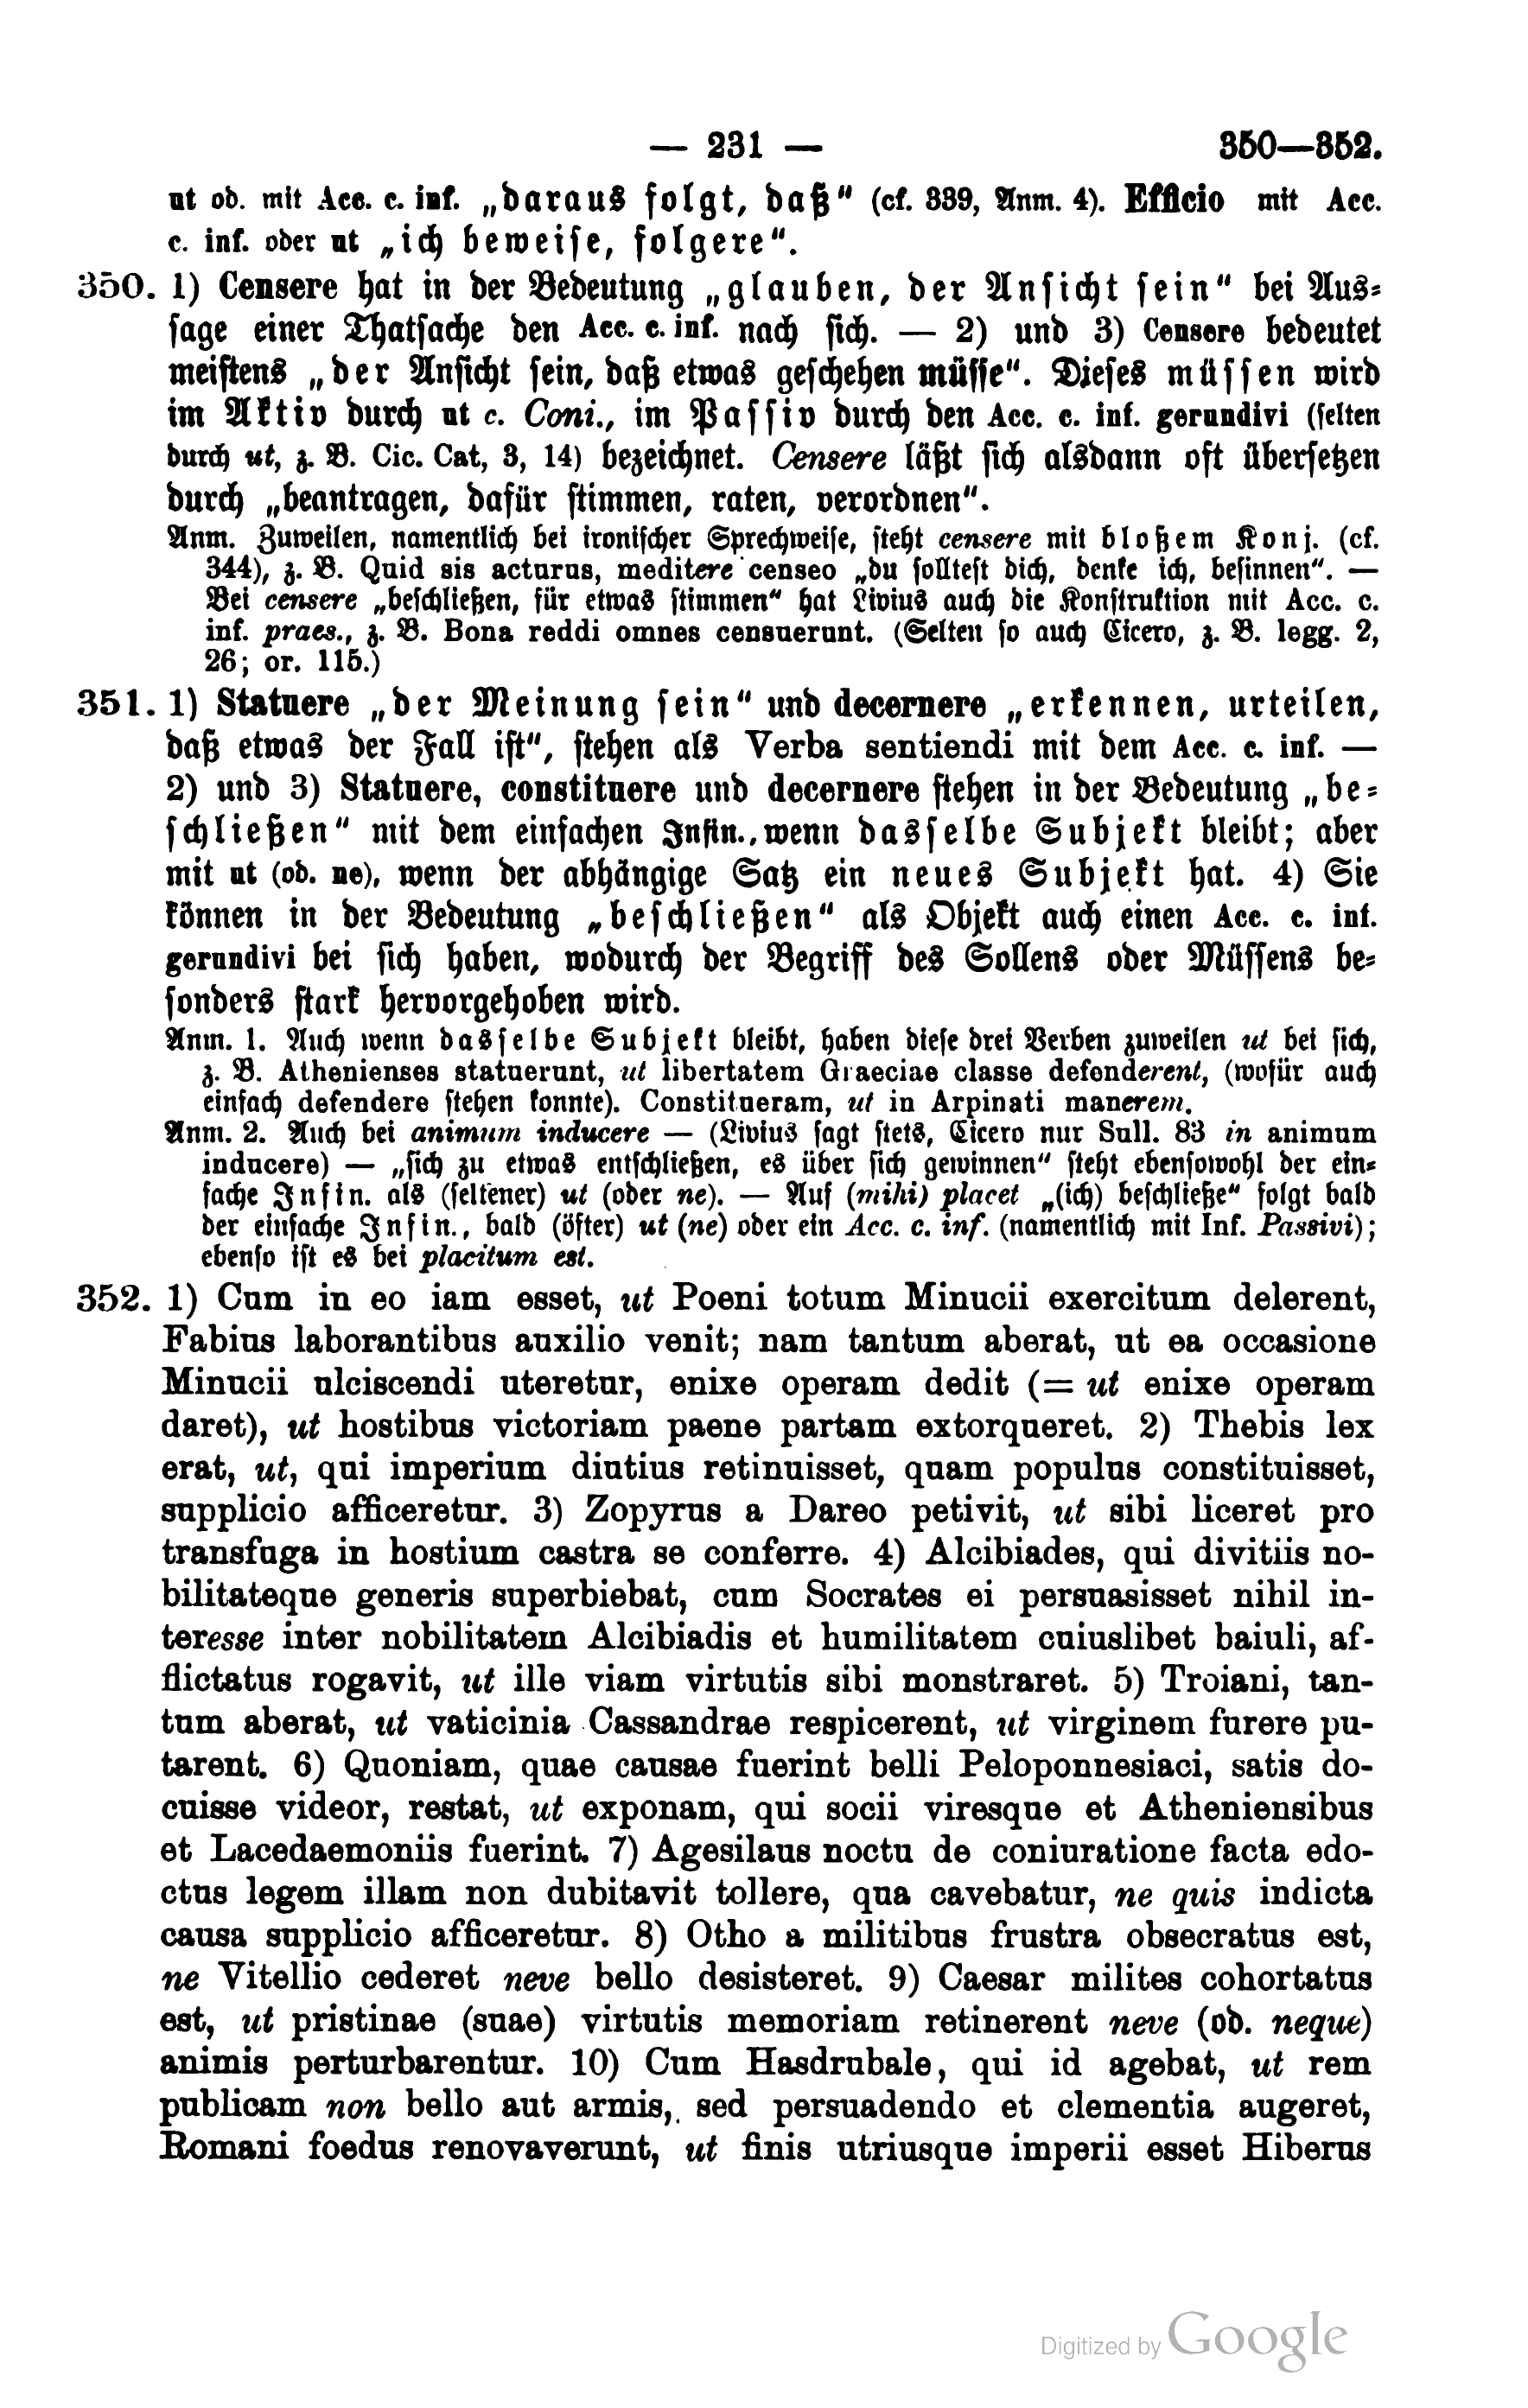 — 231 — 350—352.
ut od. mit Acc. c. inf. „daraus folgt, daß“ (cf. 339, Anm. 4). Efficio mit Acc.
c. inf. oder ut „ich beweise, folgere“.
350. 1) Censere hat in der Bedeutung „glauben, der Ansicht sein“ bei Aus-
sage einer Thatsache den Acc. c. inf. nach sich. — 2) und 3) Censere bedeutet
meistens „der Ansicht sein, daß etwas geschehen müsse“. Dieses müssen wird
im Aktiv durch ut c. Coni., im Passiv durch den Acc. c. inf. gerundivi (selten
durch ut, z. B. Cic. Cat, 3, 14) bezeichnet. Censere läßt sich alsdann oft übersetzen
durch „beantragen, dafür stimmen, raten, verordnen“.
Anm. Zuweilen, namentlich bei ironischer Sprechweise, steht censere mit bloßem Konj. (cf.
344), z. B. Quid sis acturus, meditere censeo „du solltest dich, denke ich, besinnen“. —
Bei censere „beschließen, für etwas stimmen“ hat Livius auch die Konstruktion mit Acc. c.
inf. praes., z. B. Bona reddi omnes censuerunt. (Selten so auch Cicero, z. B. legg. 2,
26; or. 115.)
351. 1) Statuere „der Meinung sein“ und decernere „erkennen, urteilen,
daß etwas der Fall ist“, stehen als Verba sentiendi mit dem Acc. c. inf. —
2) und 3) Statuere, constituere und decernere stehen in der Bedeutung „be-
schließen“ mit dem einfachen Infin., wenn dasselbe Subjekt bleibt; aber
mit ut (od. ne), wenn der abhängige Satz ein neues Subjekt hat. 4) Sie
können in der Bedeutung „beschließen“ als Objekt auch einen Acc. c. inf.
gerundivi bei sich haben, wodurch der Begriff des Sollens oder Müssens be-
sonders stark hervorgehoben wird.
Anm. 1. Auch wenn dasselbe Subjekt bleibt, haben diese drei Verben zuweilen ut bei sich,
z. B. Athenienses statuerunt, ut libertatem Graeciae classe defenderent, (wofür auch
einfach defendere stehen konnte). Constitueram, ut in Arpinati manerem.
Anm. 2. Auch bei animum inducere — (Livius sagt stets, Cicero nur Sull. 83 in animum
inducere) — „sich zu etwas entschließen, es über sich gewinnen“ steht ebensowohl der ein-
fache Infin. als (seltener) ut (oder ne). — Auf (mihi) placet „(ich) beschließe“ folgt bald
der einfache Infin., bald (öfter) ut (ne) oder ein Acc. c. inf. (namentlich mit Inf. Passivi);
ebenso ist es bei placitum est.
352. 1) Cum in eo iam esset, ut Poeni totum Minucii exercitum delerent,
Fabius laborantibus auxilio venit; nam tantum aberat, ut ea occasione
Minucii ulciscendi uteretur, enixe operam dedit (= ut enixe operam
daret), ut hostibus victoriam paene partam extorqueret. 2) Thebis lex
erat, ut, qui imperium diutius retinuisset, quam populus constituisset,
supplicio afficeretur. 3) Zopyrus a Dareo petivit, ut sibi liceret pro
transfuga in hostium castra se conferre. 4) Alcibiades, qui divitiis no-
bilitateque generis superbiebat, cum Socrates ei persuasisset nihil in-
teresse inter nobilitatem Alcibiadis et humilitatem cuiuslibet baiuli, af-
flictatus rogavit, ut ille viam virtutis sibi monstraret. 5) Troiani, tan-
tum aberat, ut vaticinia Cassandrae respicerent, ut virginem furere pu-
tarent. 6) Quoniam, quae causae fuerint belli Peloponnesiaci, satis do-
cuisse videor, restat, ut exponam, qui socii viresque et Atheniensibus
et Lacedaemoniis fuerint. 7) Agesilaus noctu de coniuratione facta edo-
ctus legem illam non dubitavit tollere, qua cavebatur, ne quis indicta
causa supplicio afficeretur. 8) Otho a militibus frustra obsecratus est,
ne Vitellio cederet neve bello desisteret. 9) Caesar milites cohortatus
est, ut pristinae (suae) virtutis memoriam retinerent neve (od. neque)
animis perturbarentur. 10) Cum Hasdrubale, qui id agebat, ut rem
publicam non bello aut armis, sed persuadendo et clementia augeret,
Romani foedus renovaverunt, ut finis utriusque imperii esset Hiberus
Digitized by Google